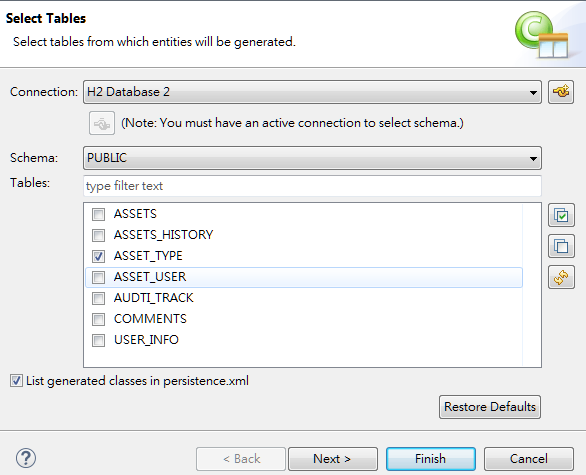 Select Tables
Select tables from which entities will be generated.
Connection: H2 Database 2
(Note: You must have an active connection to select schema.)
Schema: PUBLIC
Tables: type filter text
ASSETS
ASSETS_HISTORY
ASSET_TYPE
ASSET_USER
AUDTI_TRACK
COMMENTS
USER_INFO
List generated classes in persistence.xml
Restore Defaults
? < Back Next > Finish Cancel